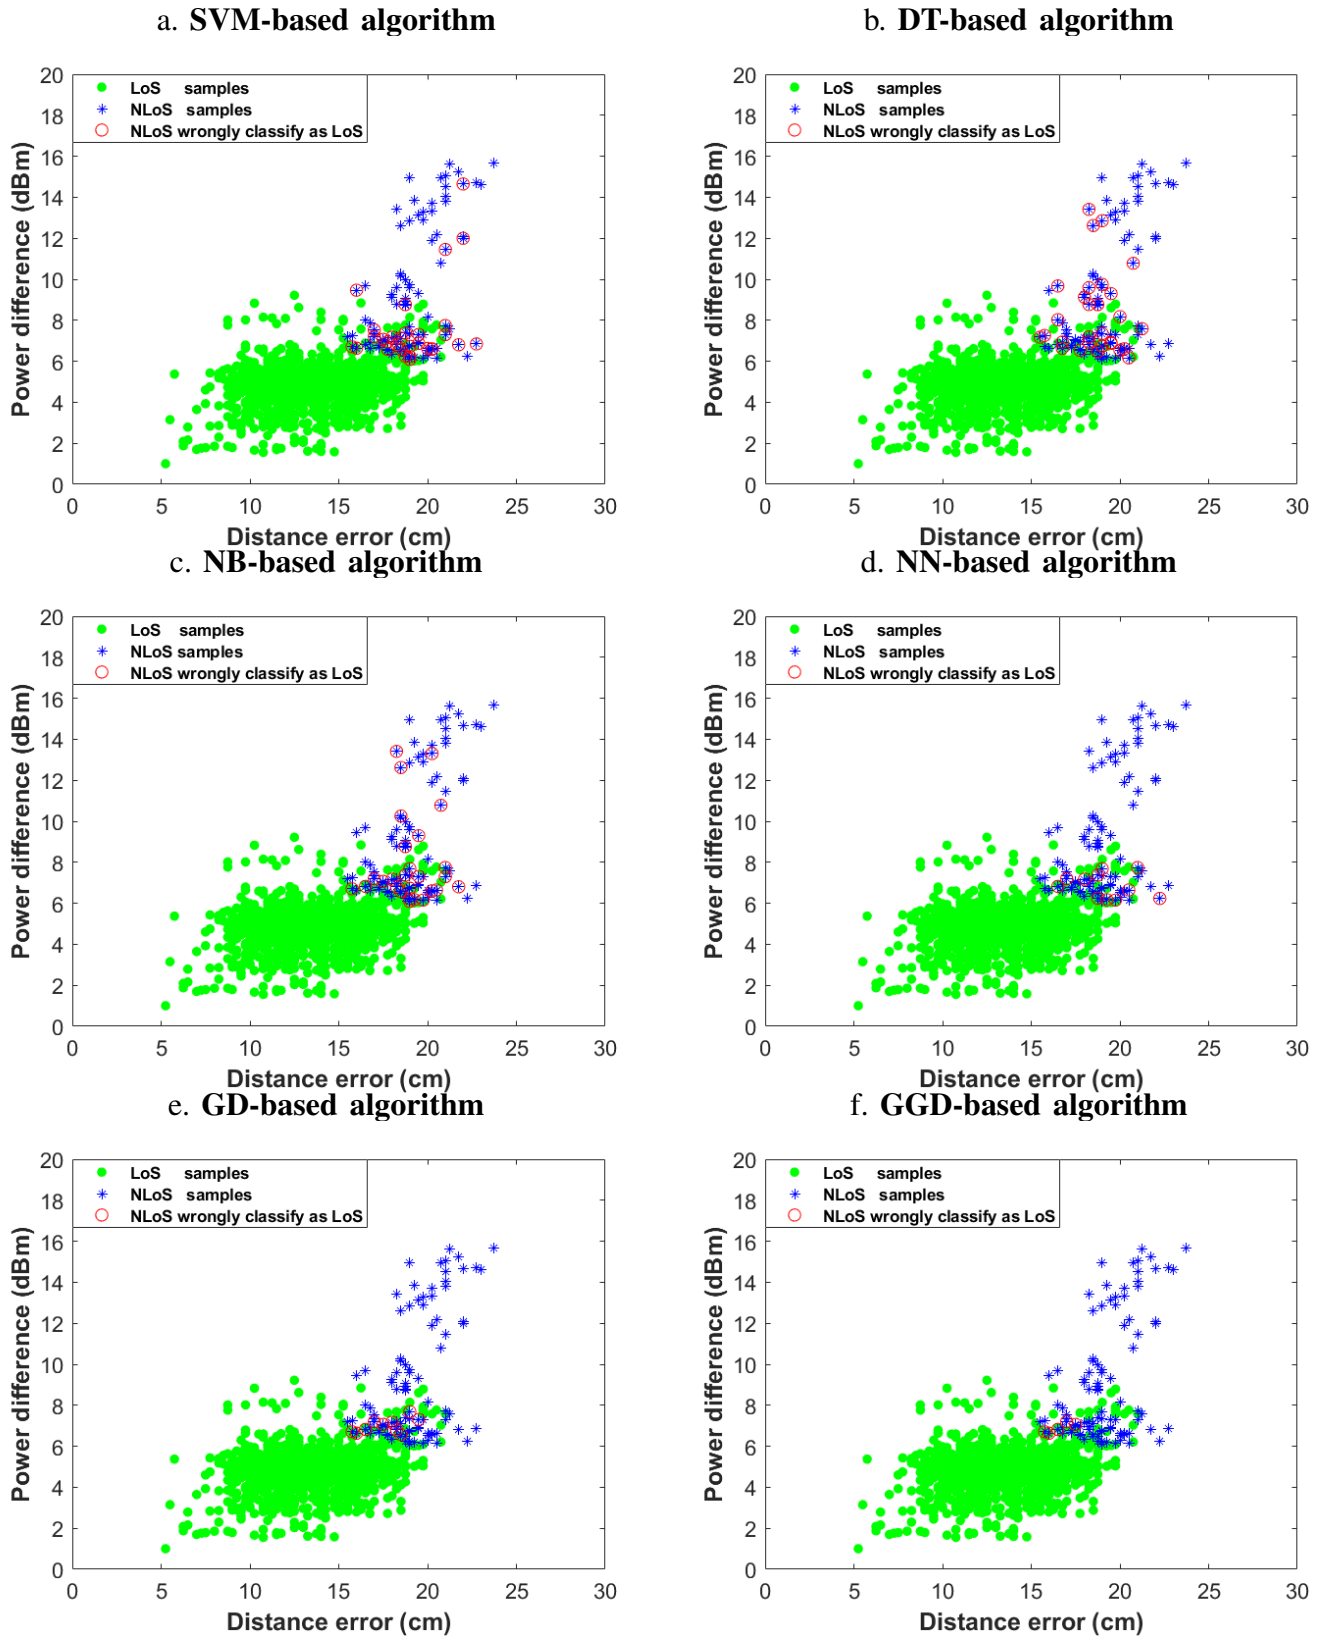 a. SVM-based algorithm
20
18
16
14
12
10
8
6
4
2
0
Power difference (dBm)
LoS samples
NLoS samples
NLoS wrongly classify as LoS
0 5 10 15 20 25 30
Distance error (cm)
b. DT-based algorithm
20
18
16
14
12
10
8
6
4
2
0
Power difference (dBm)
LoS samples
NLoS samples
NLoS wrongly classify as LoS
0 5 10 15 20 25 30
Distance error (cm)
c. NB-based algorithm
20
18
16
14
12
10
8
6
4
2
0
Power difference (dBm)
LoS samples
NLoS samples
NLoS wrongly classify as LoS
0 5 10 15 20 25 30
Distance error (cm)
d. NN-based algorithm
20
18
16
14
12
10
8
6
4
2
0
Power difference (dBm)
LoS samples
NLoS samples
NLoS wrongly classify as LoS
0 5 10 15 20 25 30
Distance error (cm)
e. GD-based algorithm
20
18
16
14
12
10
8
6
4
2
0
Power difference (dBm)
LoS samples
NLoS samples
NLoS wrongly classify as LoS
0 5 10 15 20 25 30
Distance error (cm)
f. GGD-based algorithm
20
18
16
14
12
10
8
6
4
2
0
Power difference (dBm)
LoS samples
NLoS samples
NLoS wrongly classify as LoS
0 5 10 15 20 25 30
Distance error (cm)